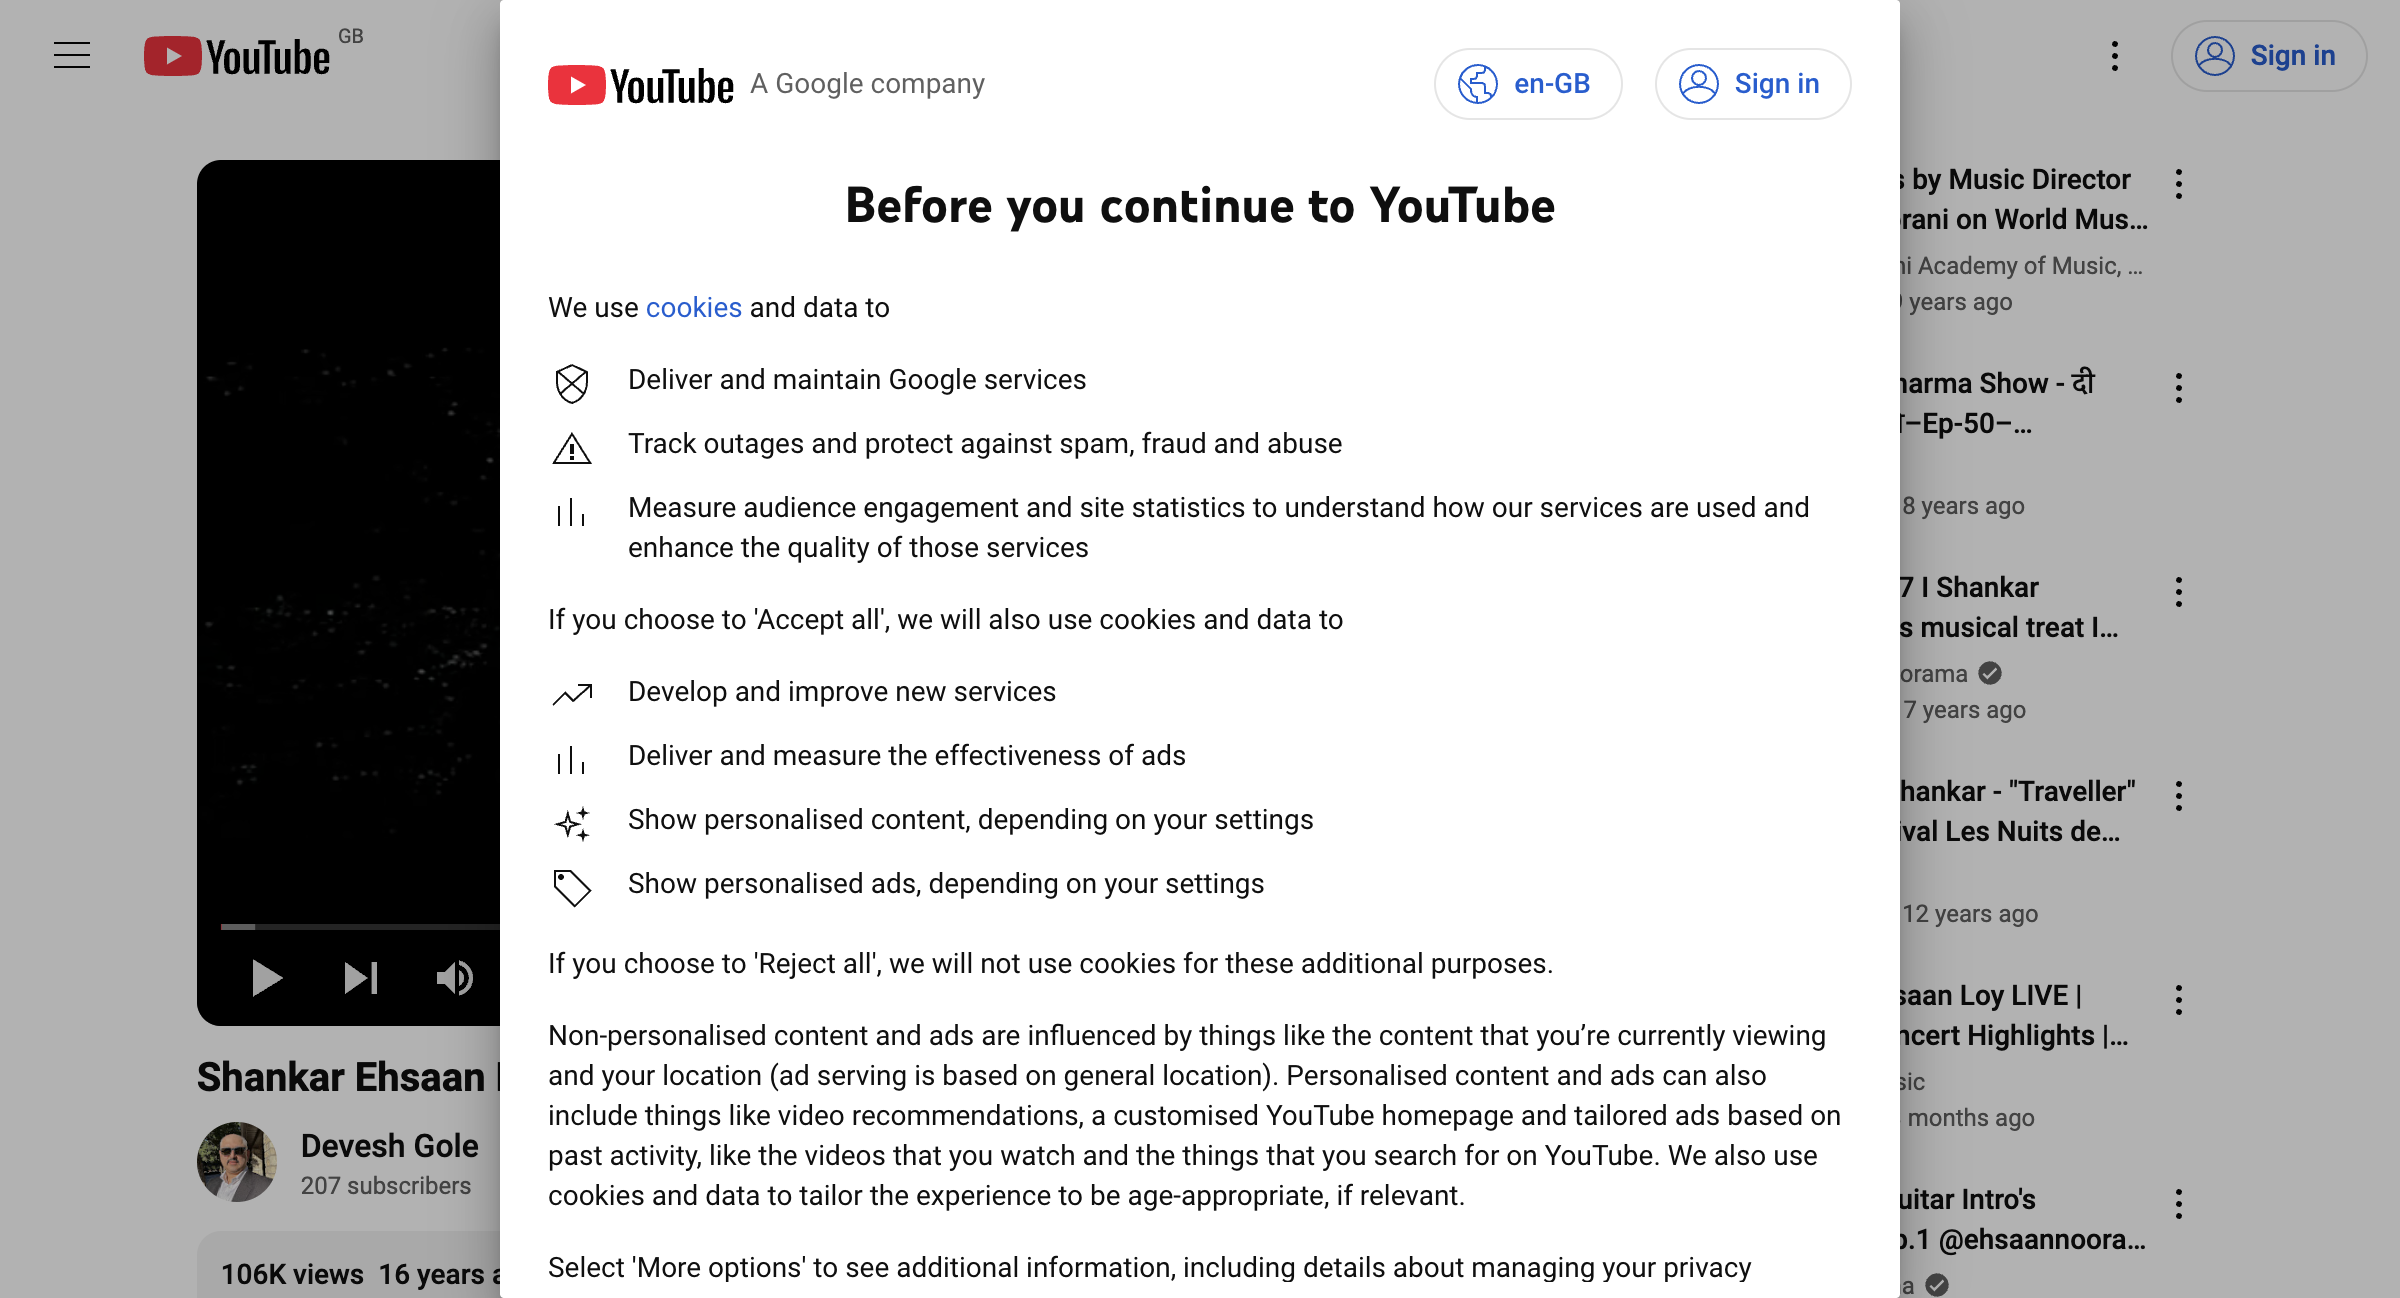 YouTube GB
Sign in
YouTube A Google company
en-GB
Sign in
Before you continue to YouTube
We use cookies and data to
Deliver and maintain Google services
Track outages and protect against spam, fraud and abuse
Measure audience engagement and site statistics to understand how our services are used and
enhance the quality of those services
If you choose to 'Accept all', we will also use cookies and data to
Develop and improve new services
Deliver and measure the effectiveness of ads
Show personalised content, depending on your settings
Show personalised ads, depending on your settings
If you choose to 'Reject all', we will not use cookies for these additional purposes.
Non-personalised content and ads are influenced by things like the content that you’re currently viewing
and your location (ad serving is based on general location). Personalised content and ads can also
include things like video recommendations, a customised YouTube homepage and tailored ads based on
past activity, like the videos that you watch and the things that you search for on YouTube. We also use
cookies and data to tailor the experience to be age-appropriate, if relevant.
Select 'More options' to see additional information, including details about managing your privacy
Shankar Ehsaan
Devesh Gole
207 subscribers
106K views 16 years
by Music Director
on World Mus...
Academy of Music, ...
years ago
Show - दी
–Ep-50–...
8 years ago
7 I Shankar
musical treat I...
7 years ago
- "Traveller"
Les Nuits de...
12 years ago
Loy LIVE |
Highlights |...
months ago
Intro's
@ehsaannoora...